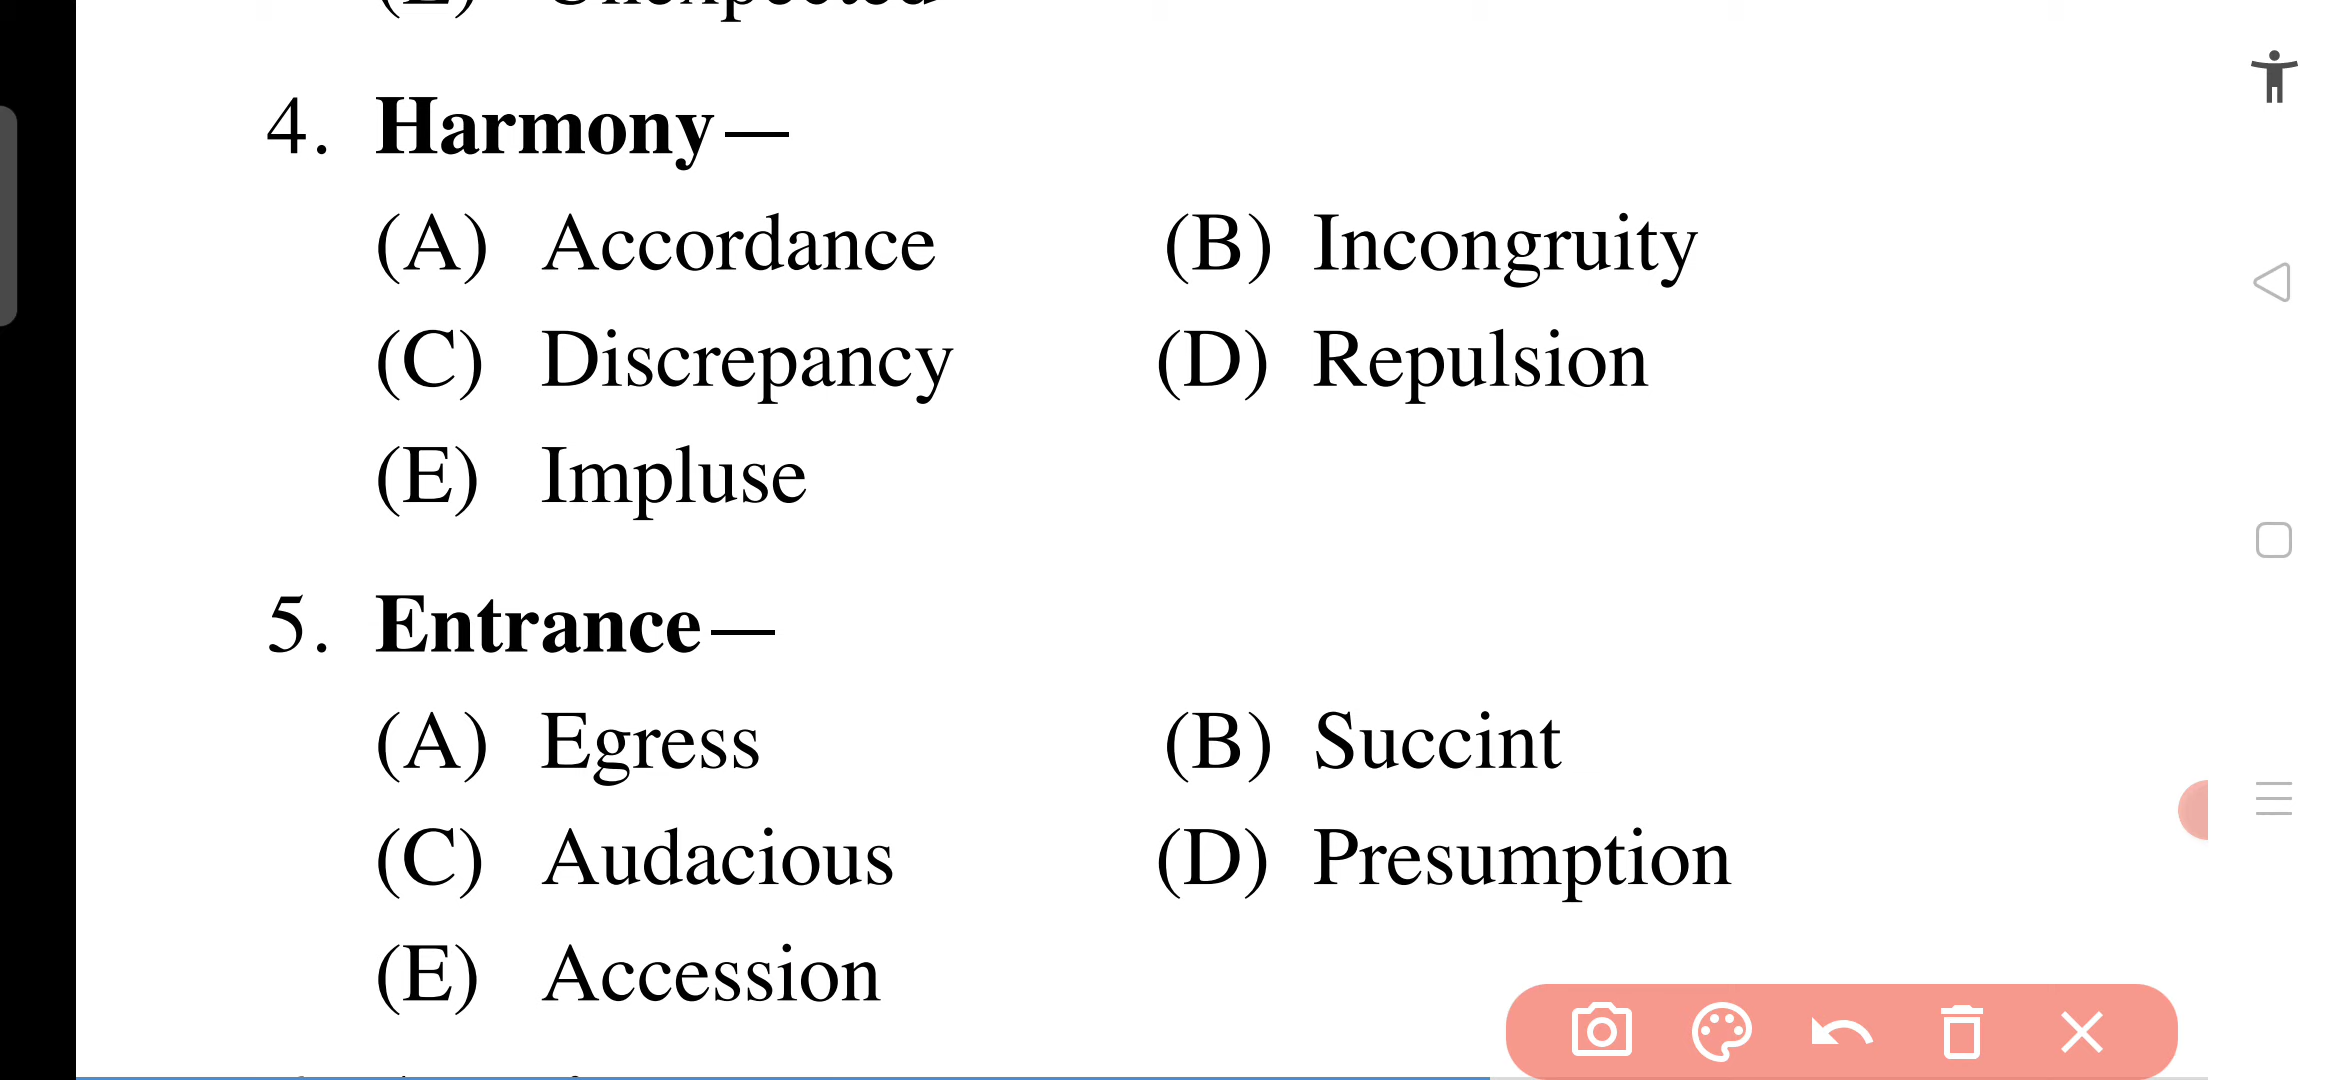 4. Harmony—
(A) Accordance (B) Incongruity
(C) Discrepancy (D) Repulsion
(E) Impluse
5. Entrance—
(A) Egress (B) Succint
(C) Audacious (D) Presumption
(E) Accession